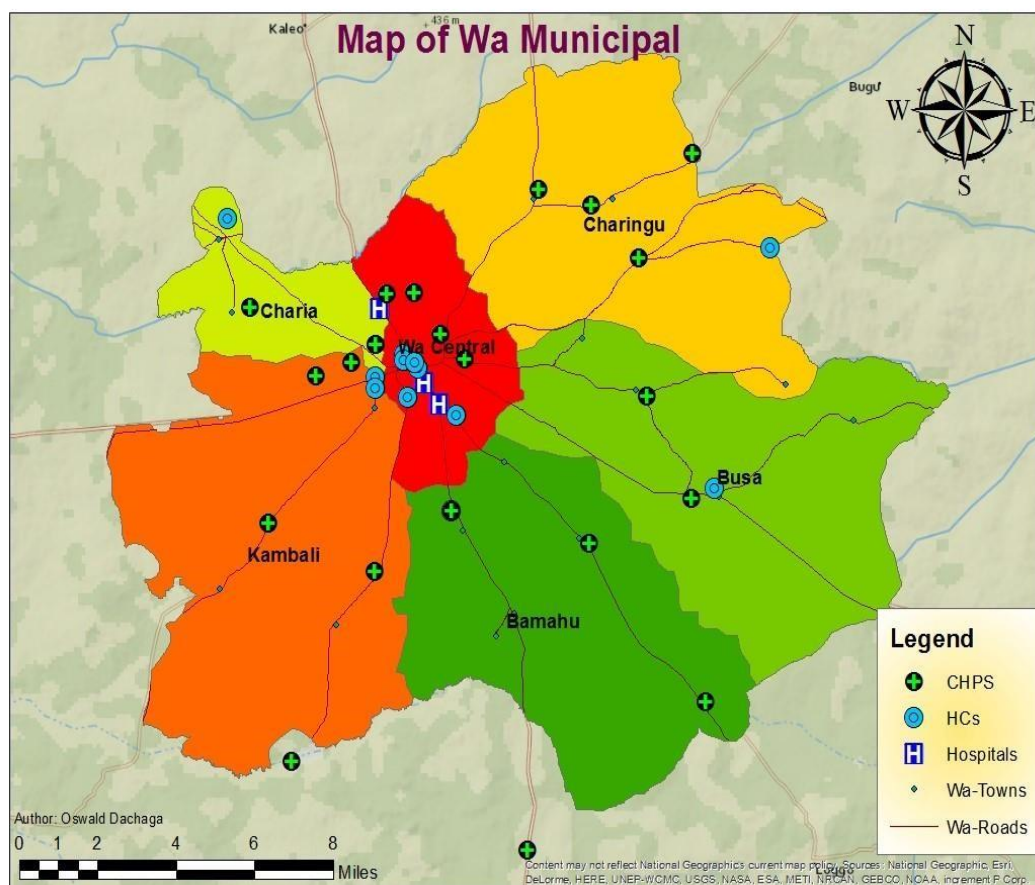 Kaleo
436 m
Map of Wa Municipal
Bugu
N
W
E
S
Charingu
Charia
Wa Central
Busa
Kambali
Bamahu
Legend
CHPS
HCs
Hospitals
Wa-Towns
Wa-Roads
Author: Oswald Dachaga
0 1 2 4 6 8
Miles
Loggo
Content may not reflect National Geographic's current map policy. Sources: National Geographic, Esri,
DeLorme, HERE, UNEP-WCMC, USGS, NASA, ESA, METI, NRCAN, GEBCO, NOAA, increment P Corp.